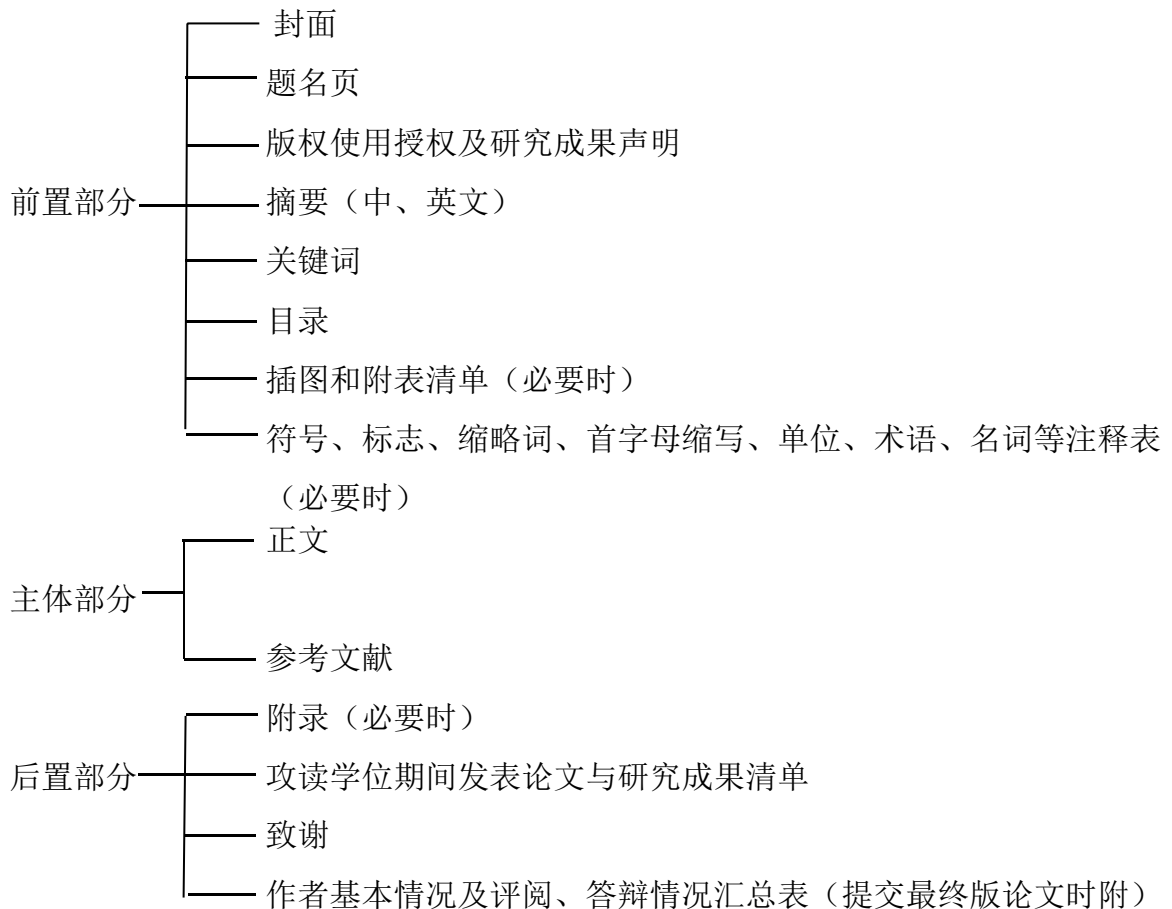 封面
题名页
版权使用授权及研究成果声明
前置部分
摘要（中、英文）
关键词
目录
插图和附表清单（必要时）
符号、标志、缩略词、首字母缩写、单位、术语、名词等注释表
（必要时）
正文
主体部分
参考文献
附录（必要时）
后置部分
攻读学位期间发表论文与研究成果清单
致谢
作者基本情况及评阅、答辩情况汇总表（提交最终版论文时附）